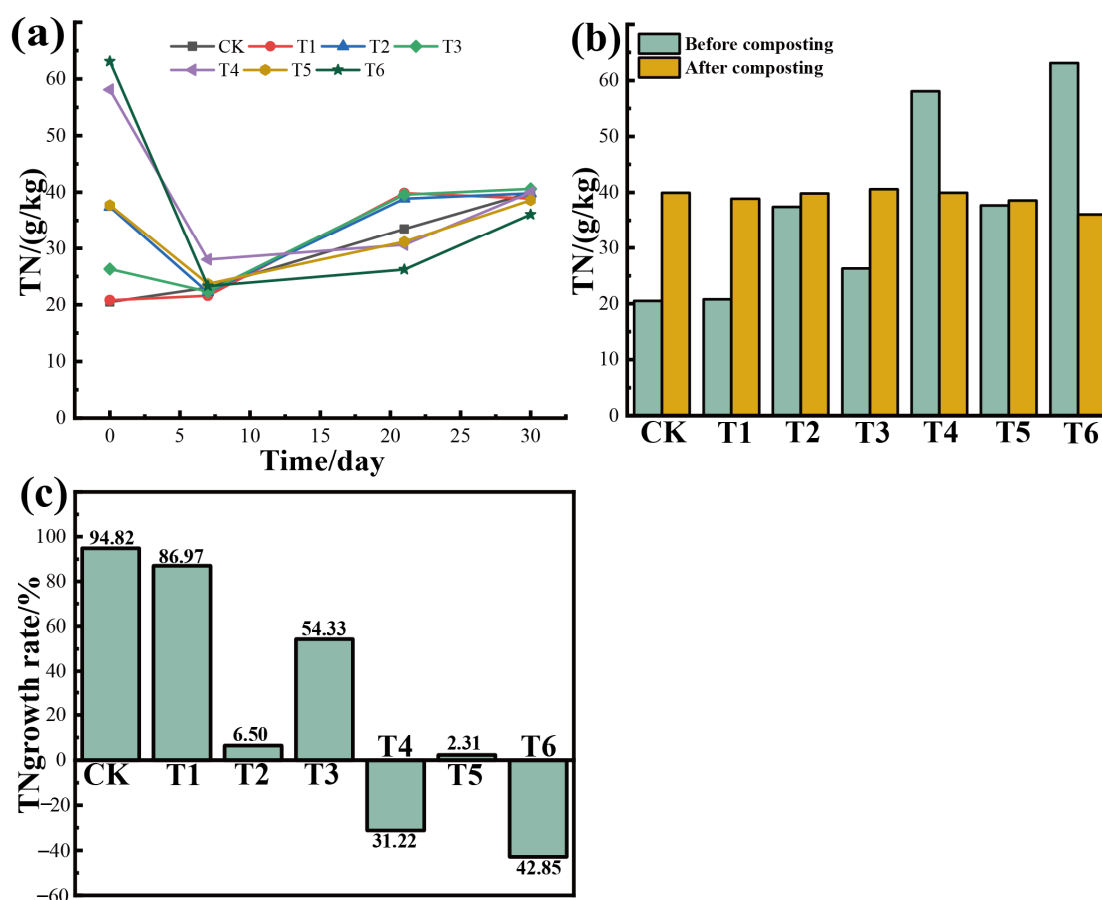 (a)
CK T1 T2 T3
T4 T5 T6
TN/(g/kg)
60
50
40
30
20
10
0
0 5 10 15 20 25 30
Time/day
(b)
Before composting
After composting
TN/(g/kg)
60
50
40
30
20
10
0
CK T1 T2 T3 T4 T5 T6
(c)
TNgrowth rate/%
100
80
60
40
20
0
−20
−40
−60
94.82
86.97
6.50
54.33
31.22
2.31
42.85
CK T1 T2 T3 T4 T5 T6